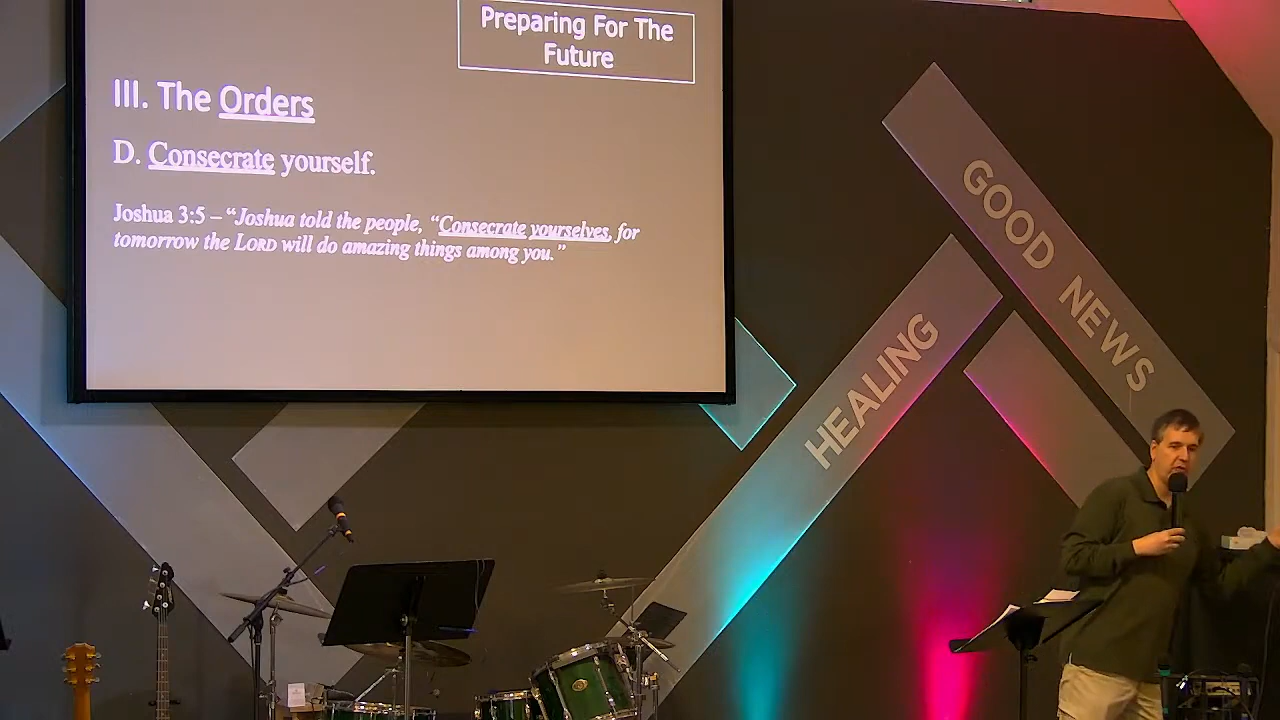 Preparing For The
Future
III. The Orders
D. Consecrate yourself.
Joshua 3:5 – “Joshua told the people, “Consecrate yourselves, for
tomorrow the LORD will do amazing things among you.”
GOOD NEWS
HEALING